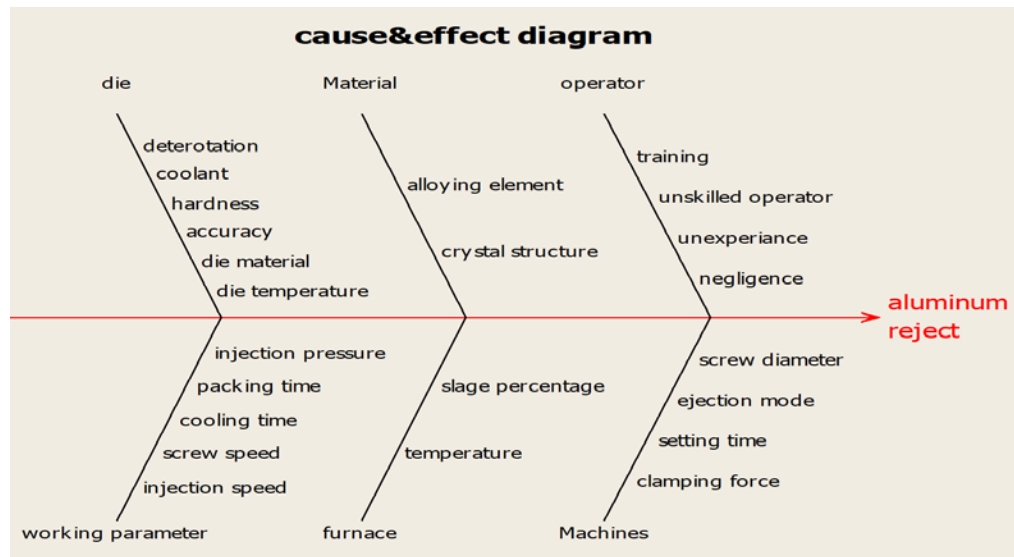 cause&effect diagram
die
Material
operator
deterotation
coolant
hardness
accuracy
die material
die temperature
alloying element
crystal structure
training
unskilled operator
unexperiance
negligence
aluminum
reject
injection pressure
packing time
cooling time
screw speed
injection speed
slage percentage
temperature
screw diameter
ejection mode
setting time
clamping force
working parameter
furnace
Machines